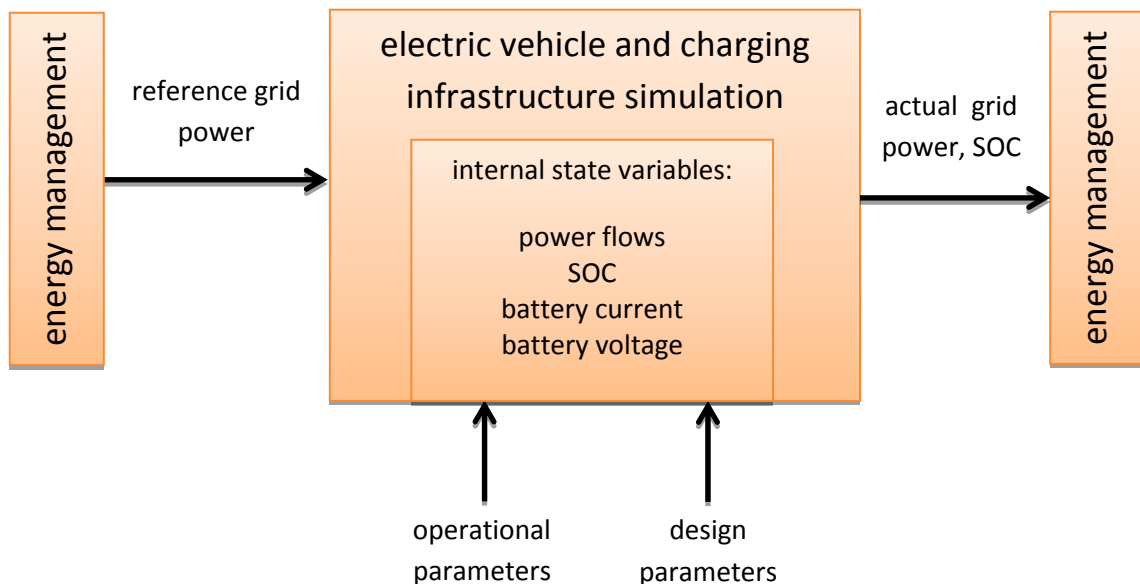 energy management
reference grid
power
electric vehicle and charging
infrastructure simulation
internal state variables:
power flows
SOC
battery current
battery voltage
actual grid
power, SOC
energy management
operational
parameters
design
parameters